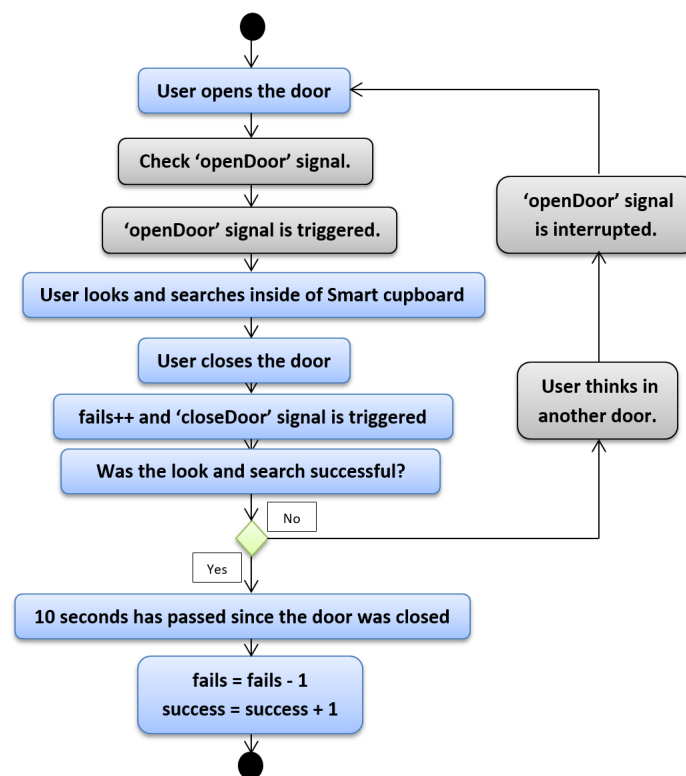 User opens the door
Check ‘openDoor’ signal.
‘openDoor’ signal is triggered.
User looks and searches inside of Smart cupboard
User closes the door
fails++ and ‘closeDoor’ signal is triggered
Was the look and search successful?
No
Yes
10 seconds has passed since the door was closed
fails = fails - 1
success = success + 1
User thinks in
another door.
‘openDoor’ signal
is interrupted.